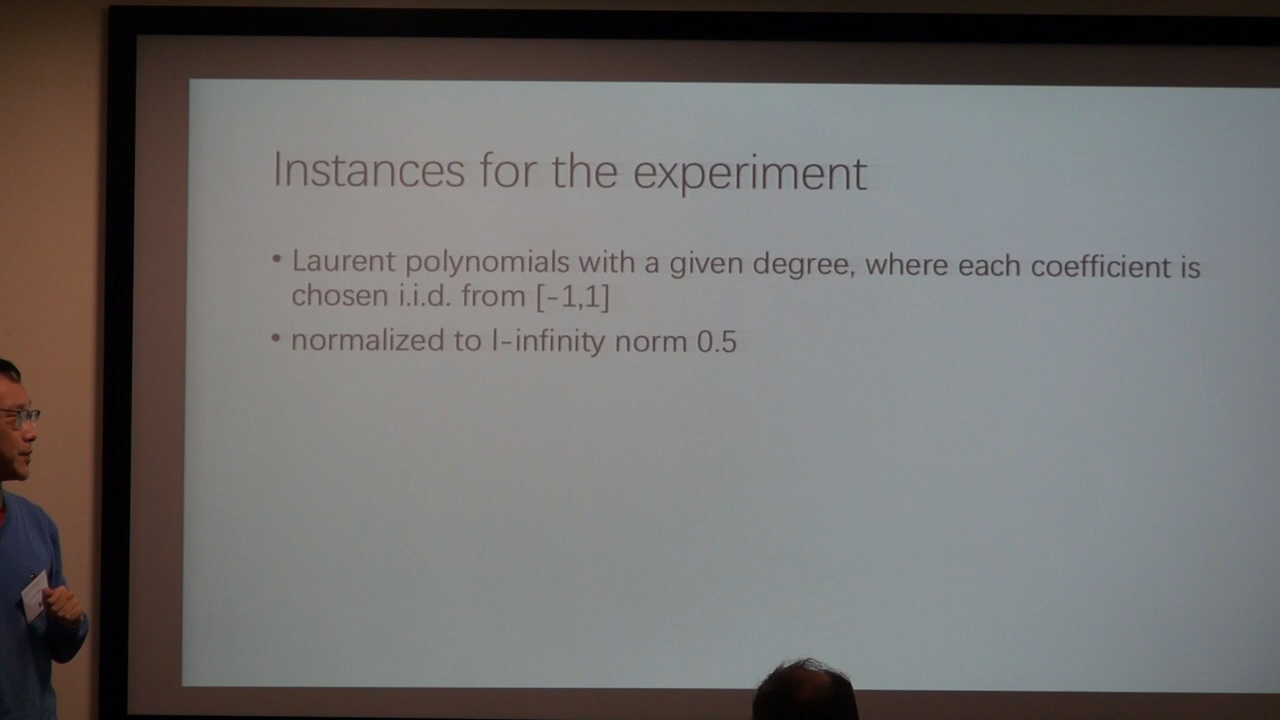 Instances for the experiment
• Laurent polynomials with a given degree, where each coefficient is
chosen i.i.d. from [-1,1]
• normalized to l-infinity norm 0.5